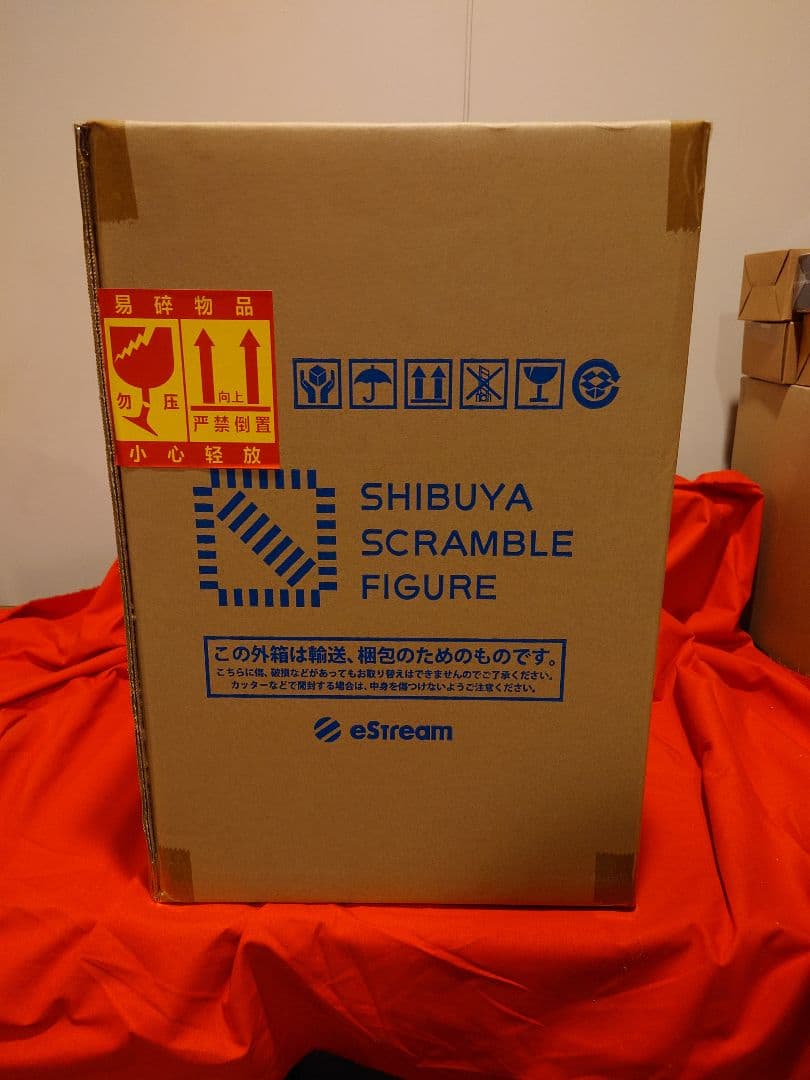 易碎物品
勿压
向上
严禁倒置
小心轻放
SHIBUYA
SCRAMBLE
FIGURE
この外箱は輸送、梱包のためのものです。
こちらに傷、破損などがあってもお取り替えはできませんのでご了承ください。
カッターなどで開封する場合は、中身を傷つけないようご注意ください。
eStream